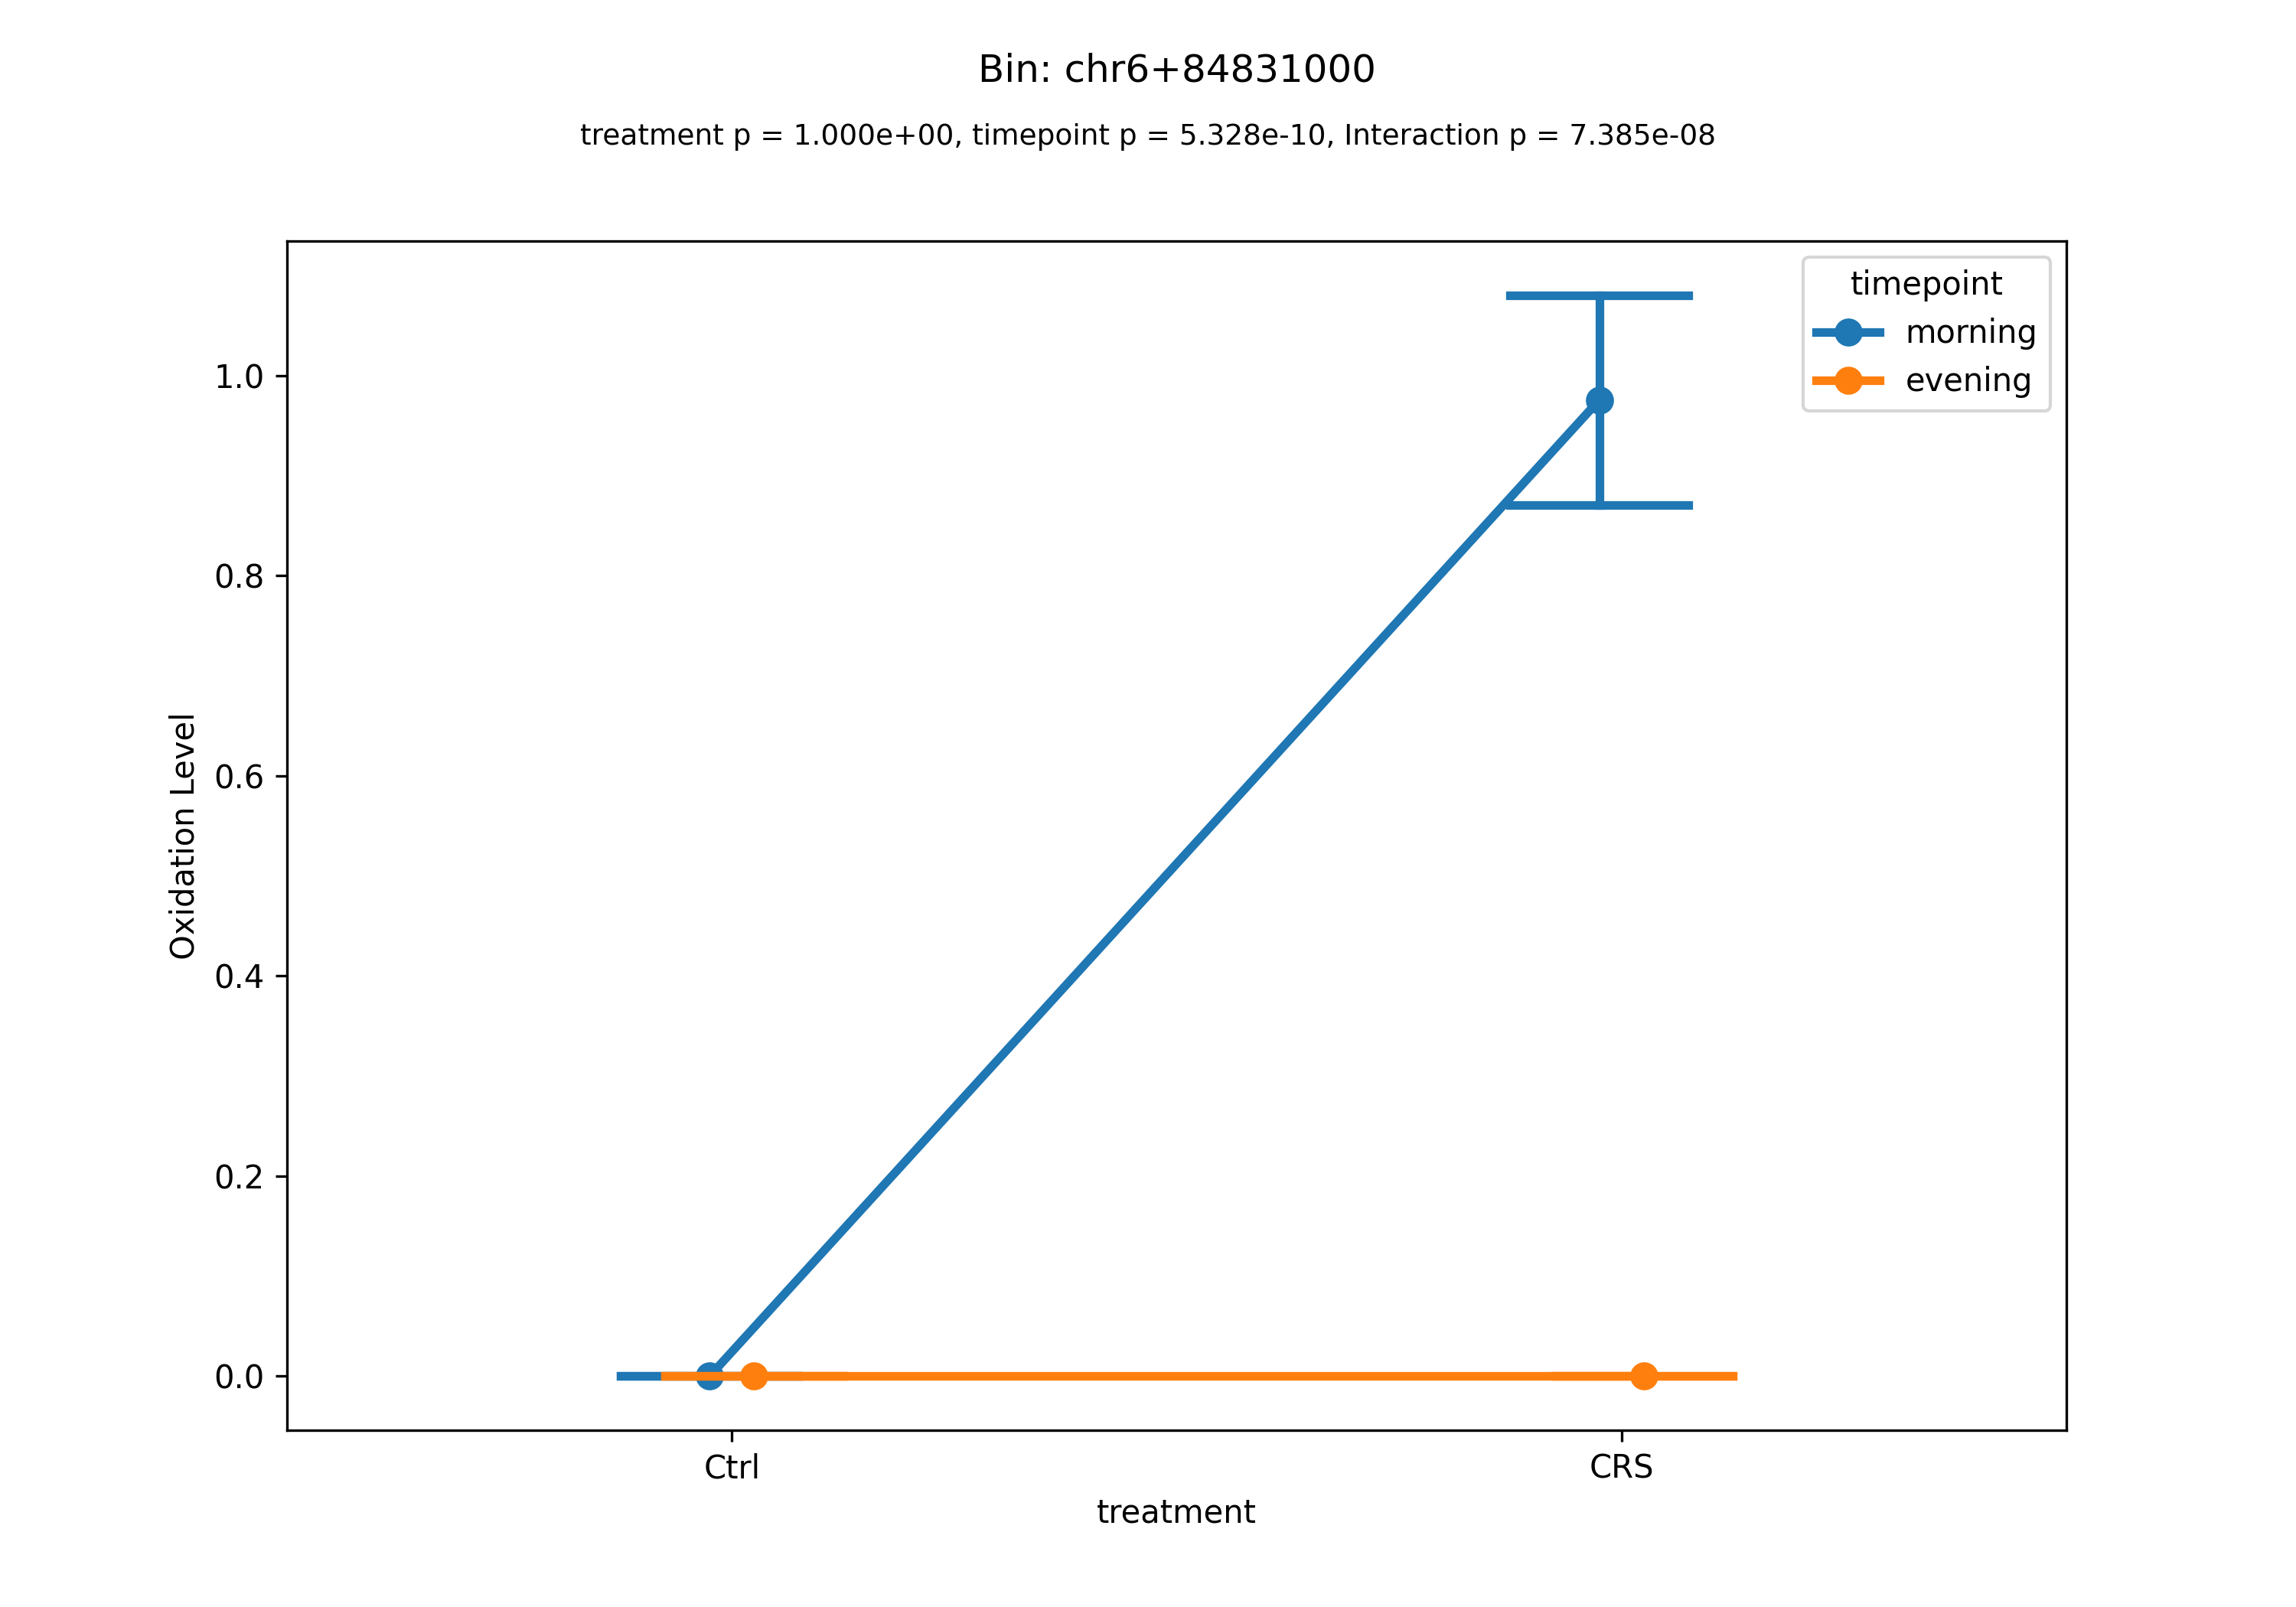 Bin: chr6+84831000
treatment p = 1.000e+00, timepoint p = 5.328e-10, Interaction p = 7.385e-08
timepoint
morning
evening
1.0
0.8
0.6
0.4
0.2
0.0
Oxidation Level
Ctrl
CRS
treatment